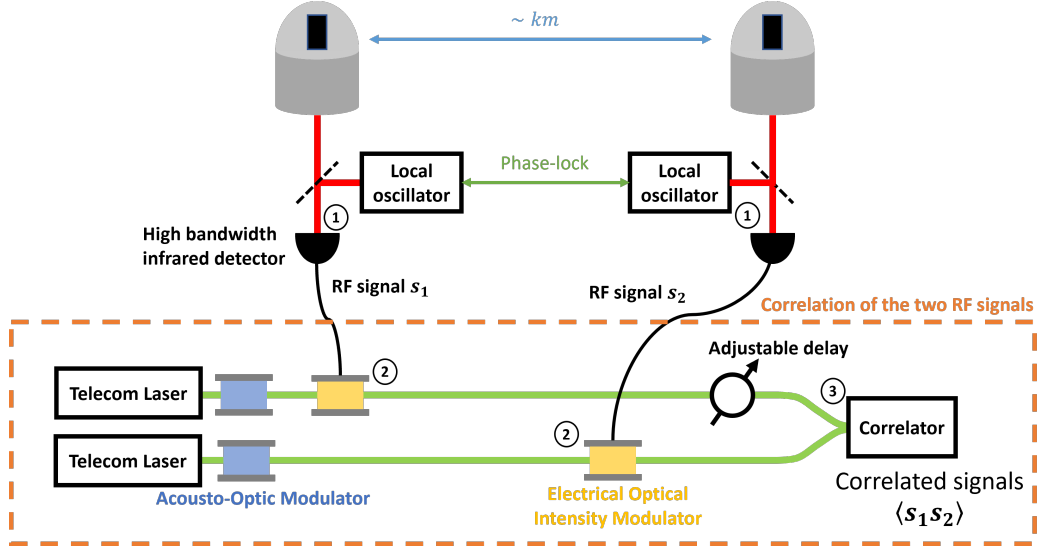 ~ km
Phase-lock
Local
oscillator
Local
oscillator
1
1
High bandwidth
infrared detector
RF signal s₁
RF signal s₂
Correlation of the two RF signals
2
Adjustable delay
3
Telecom Laser
2
Correlator
Telecom Laser
Correlated signals
⟨s₁s₂⟩
Acousto-Optic Modulator
Electrical Optical
Intensity Modulator